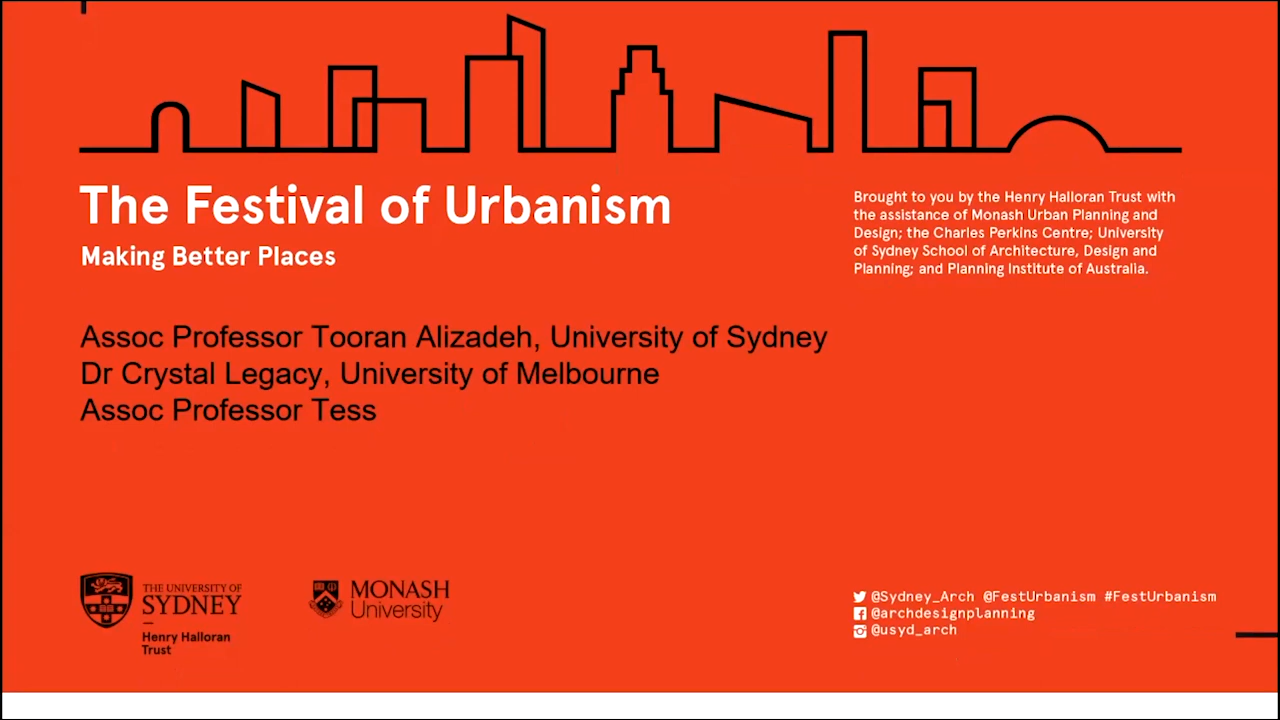 The Festival of Urbanism
Making Better Places
Brought to you by the Henry Halloran Trust with
the assistance of Monash Urban Planning and
Design; the Charles Perkins Centre; University
of Sydney School of Architecture, Design and
Planning; and Planning Institute of Australia.
Assoc Professor Tooran Alizadeh, University of Sydney
Dr Crystal Legacy, University of Melbourne
Assoc Professor Tess
THE UNIVERSITY OF
SYDNEY
Henry Halloran
Trust
MONASH
University
@Sydney_Arch @FestUrbanism #FestUrbanism
@archdesignplanning
@usyd_arch